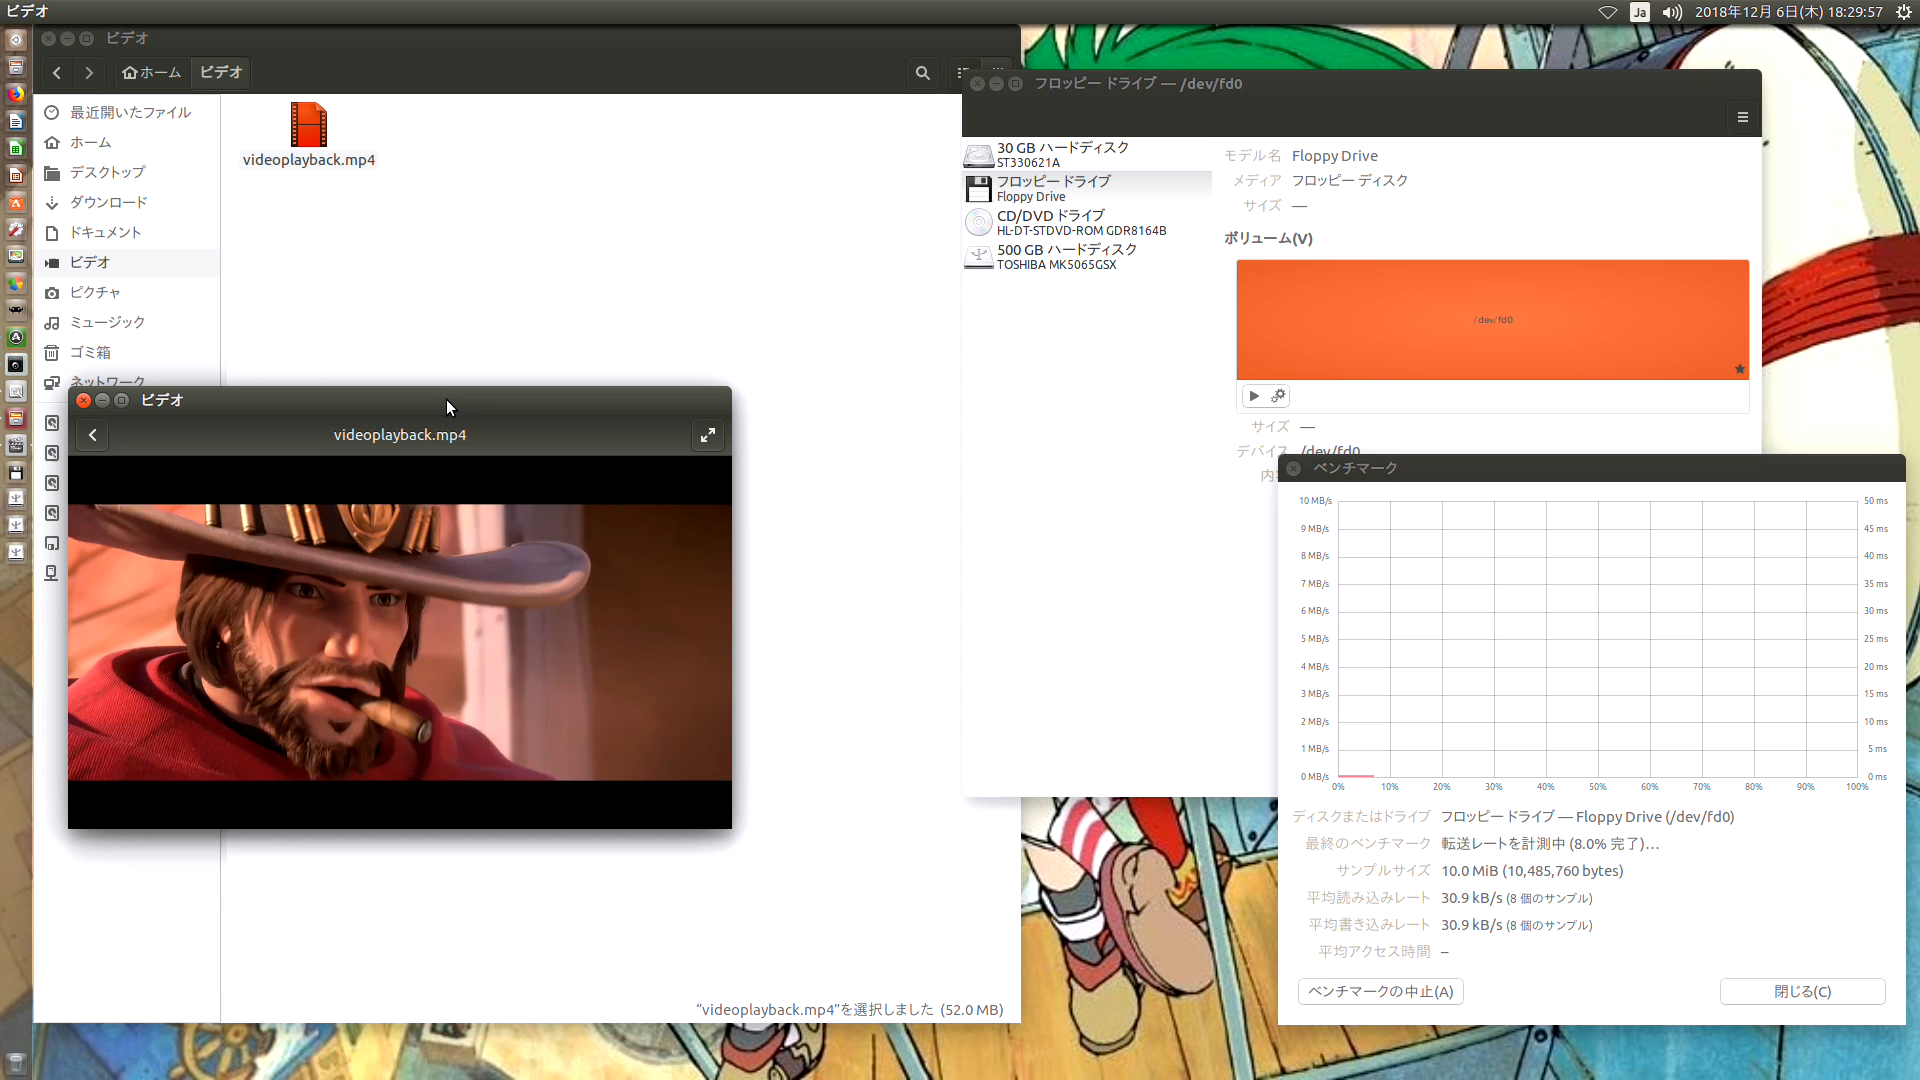 ビデオ
Ja
2018年12月 6日(木) 18:29:57
ビデオ
ホーム
ビデオ
最近開いたファイル
ホーム
デスクトップ
ダウンロード
ドキュメント
ビデオ
ピクチャ
ミュージック
ゴミ箱
ネットワーク
videoplayback.mp4
"videoplayback.mp4"を選択しました (52.0 MB)
ビデオ
videoplayback.mp4
フロッピー ドライブ — /dev/fd0
30 GB ハードディスク
ST330621A
フロッピー ドライブ
Floppy Drive
CD/DVD ドライブ
HL-DT-STDVD-ROM GDR8164B
500 GB ハードディスク
TOSHIBA MK5065GSX
モデル名 Floppy Drive
メディア フロッピー ディスク
サイズ —
ボリューム(V)
/dev/fd0
サイズ —
デバイス /dev/fd0
ベンチマーク
10 MB/s 50 ms
9 MB/s 45 ms
8 MB/s 40 ms
7 MB/s 35 ms
6 MB/s 30 ms
5 MB/s 25 ms
4 MB/s 20 ms
3 MB/s 15 ms
2 MB/s 10 ms
1 MB/s 5 ms
0 MB/s 0 ms
0% 10% 20% 30% 40% 50% 60% 70% 80% 90% 100%
ディスクまたはドライブ フロッピー ドライブ — Floppy Drive (/dev/fd0)
最終のベンチマーク 転送レートを計測中 (8.0% 完了)…
サンプルサイズ 10.0 MiB (10,485,760 bytes)
平均読み込みレート 30.9 kB/s (8 個のサンプル)
平均書き込みレート 30.9 kB/s (8 個のサンプル)
平均アクセス時間 –
ベンチマークの中止(A)
閉じる(C)